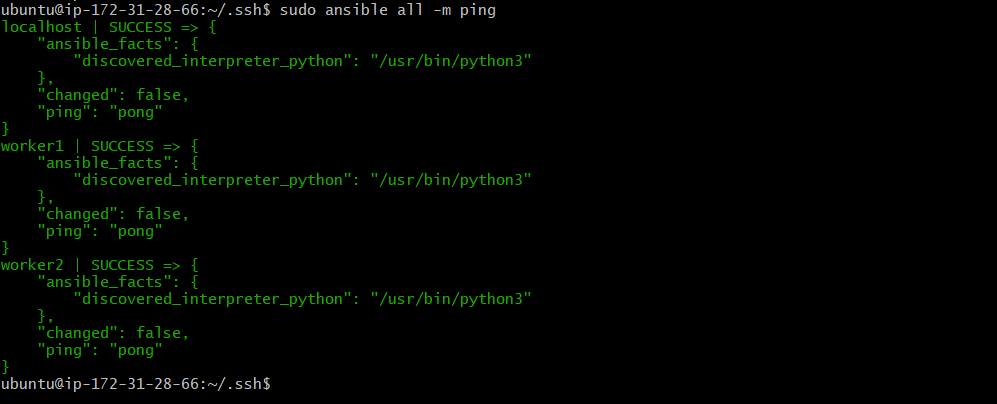 ubuntu@ip-172-31-28-66:~/.ssh$ sudo ansible all -m ping
localhost | SUCCESS => {
    "ansible_facts": {
        "discovered_interpreter_python": "/usr/bin/python3"
    },
    "changed": false,
    "ping": "pong"
}
worker1 | SUCCESS => {
    "ansible_facts": {
        "discovered_interpreter_python": "/usr/bin/python3"
    },
    "changed": false,
    "ping": "pong"
}
worker2 | SUCCESS => {
    "ansible_facts": {
        "discovered_interpreter_python": "/usr/bin/python3"
    },
    "changed": false,
    "ping": "pong"
}
ubuntu@ip-172-31-28-66:~/.ssh$